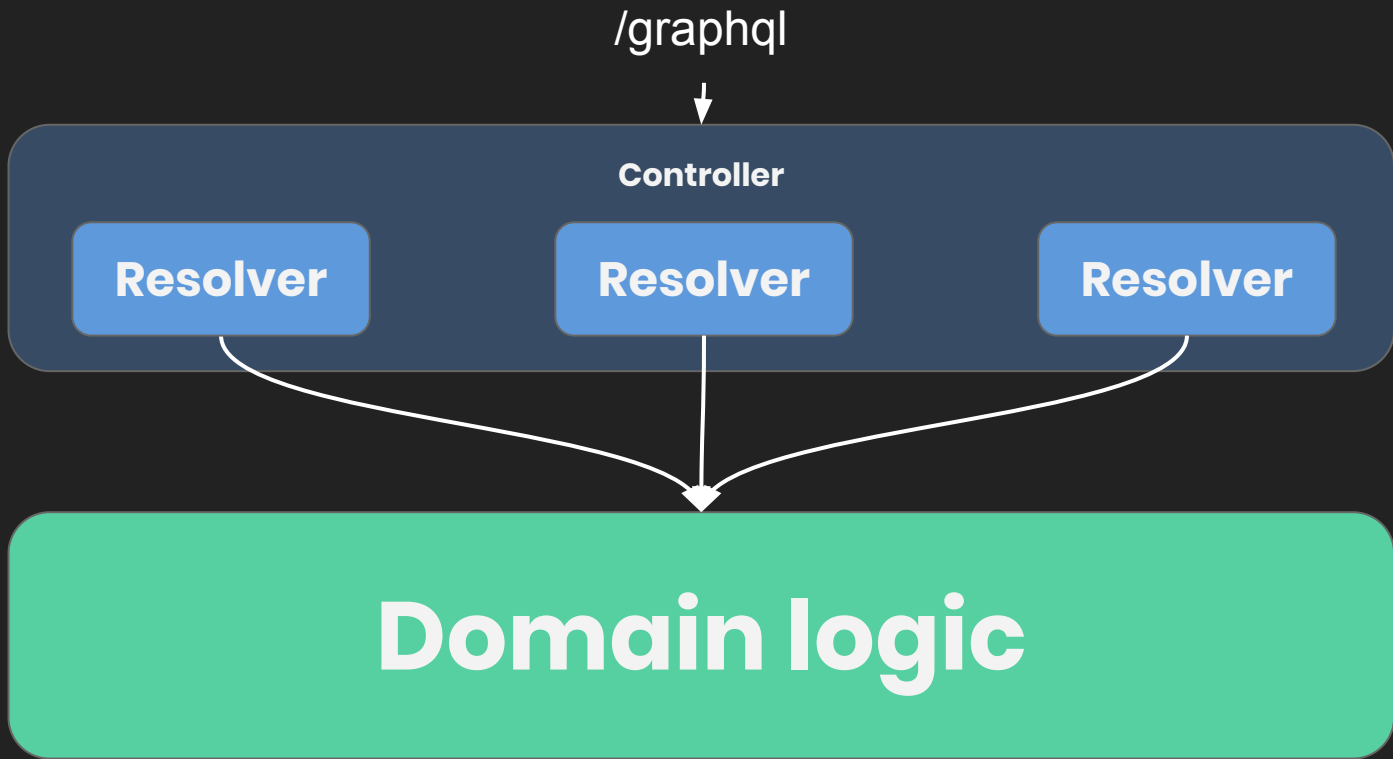 /graphql
Controller
Resolver
Resolver
Resolver
Domain logic